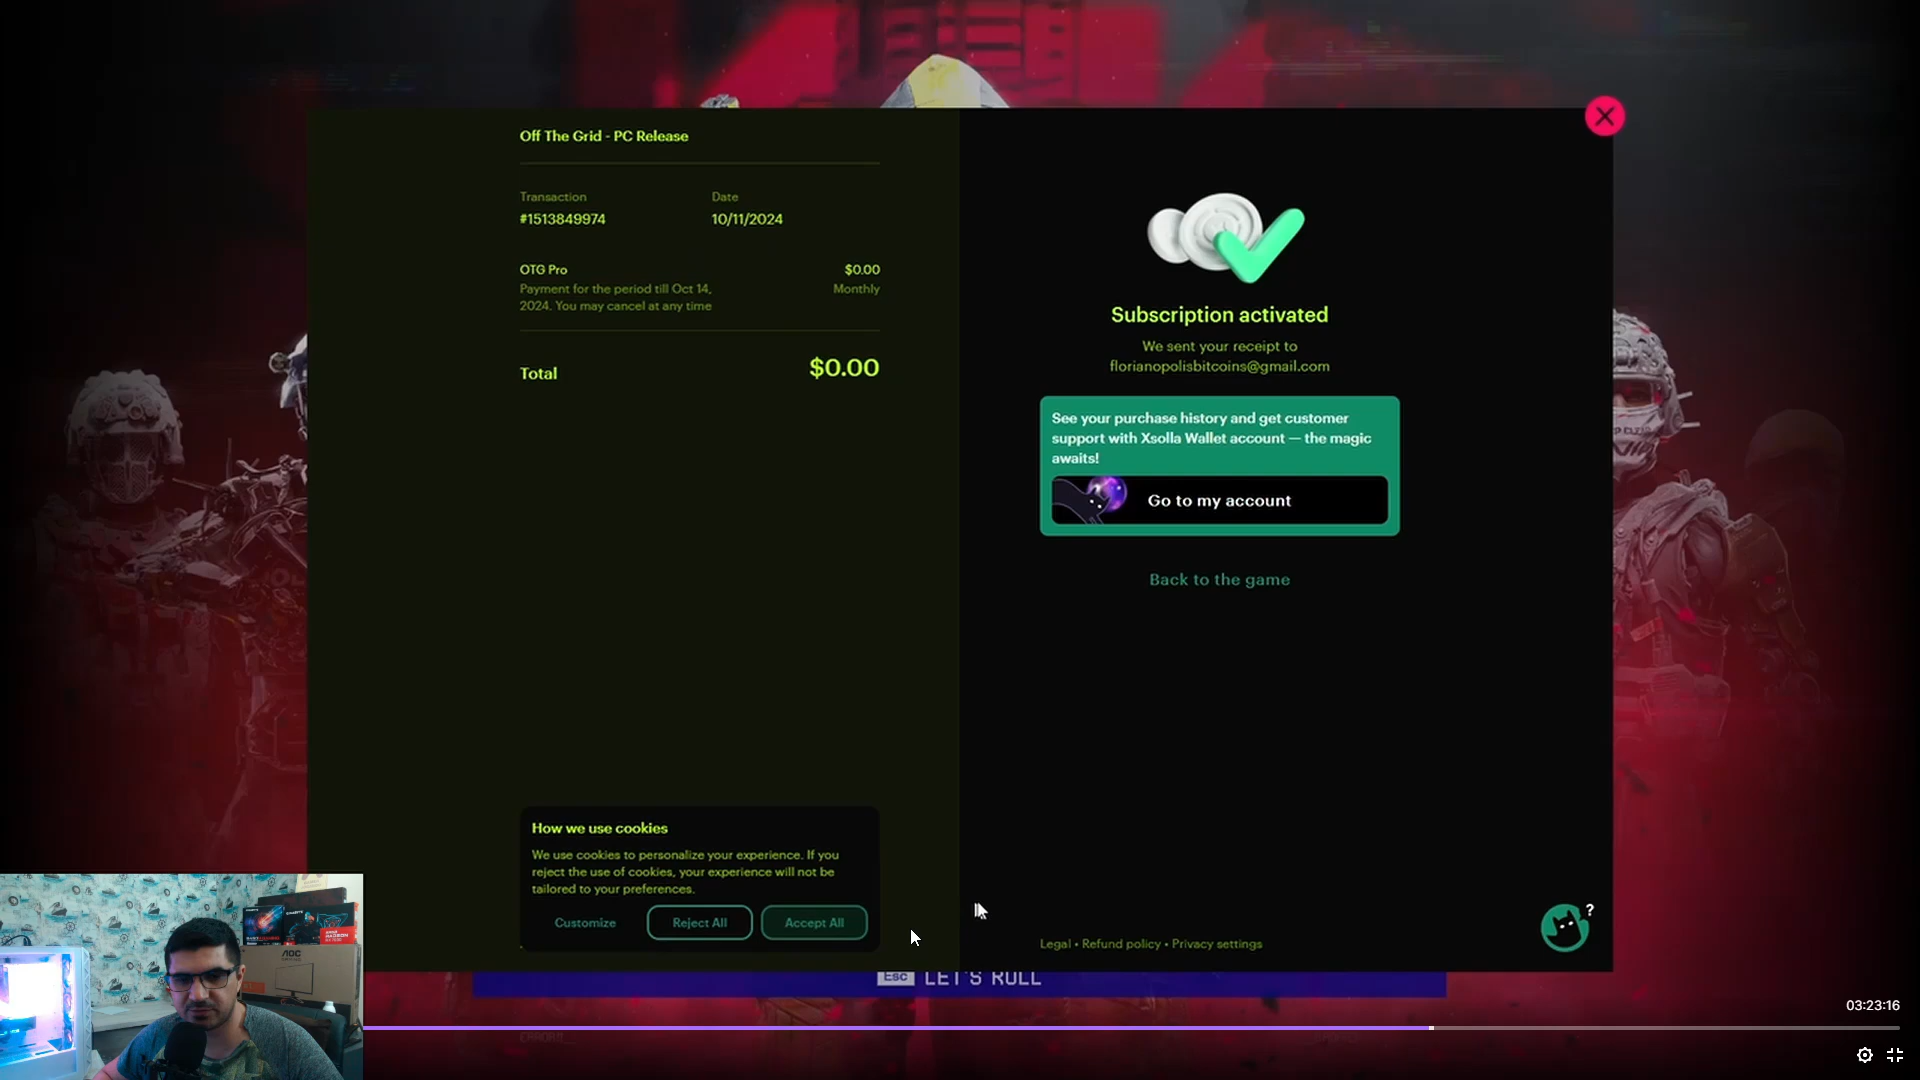 Off The Grid - PC Release
Transaction
Date
#1513849974
10/11/2024
OTG Pro
$0.00
Payment for the period till Oct 14,
2024. You may cancel at any time
Monthly
Total
$0.00
How we use cookies
We use cookies to personalize your experience. If you
reject the use of cookies, your experience will not be
tailored to your preferences.
Customize
Reject All
Accept All
Subscription activated
We sent your receipt to
florianopolisbitcoins@gmail.com
See your purchase history and get customer
support with Xsolla Wallet account — the magic
awaits!
Go to my account
Back to the game
Legal • Refund policy • Privacy settings
?
Esc LET'S ROLL
AOC
03:23:16